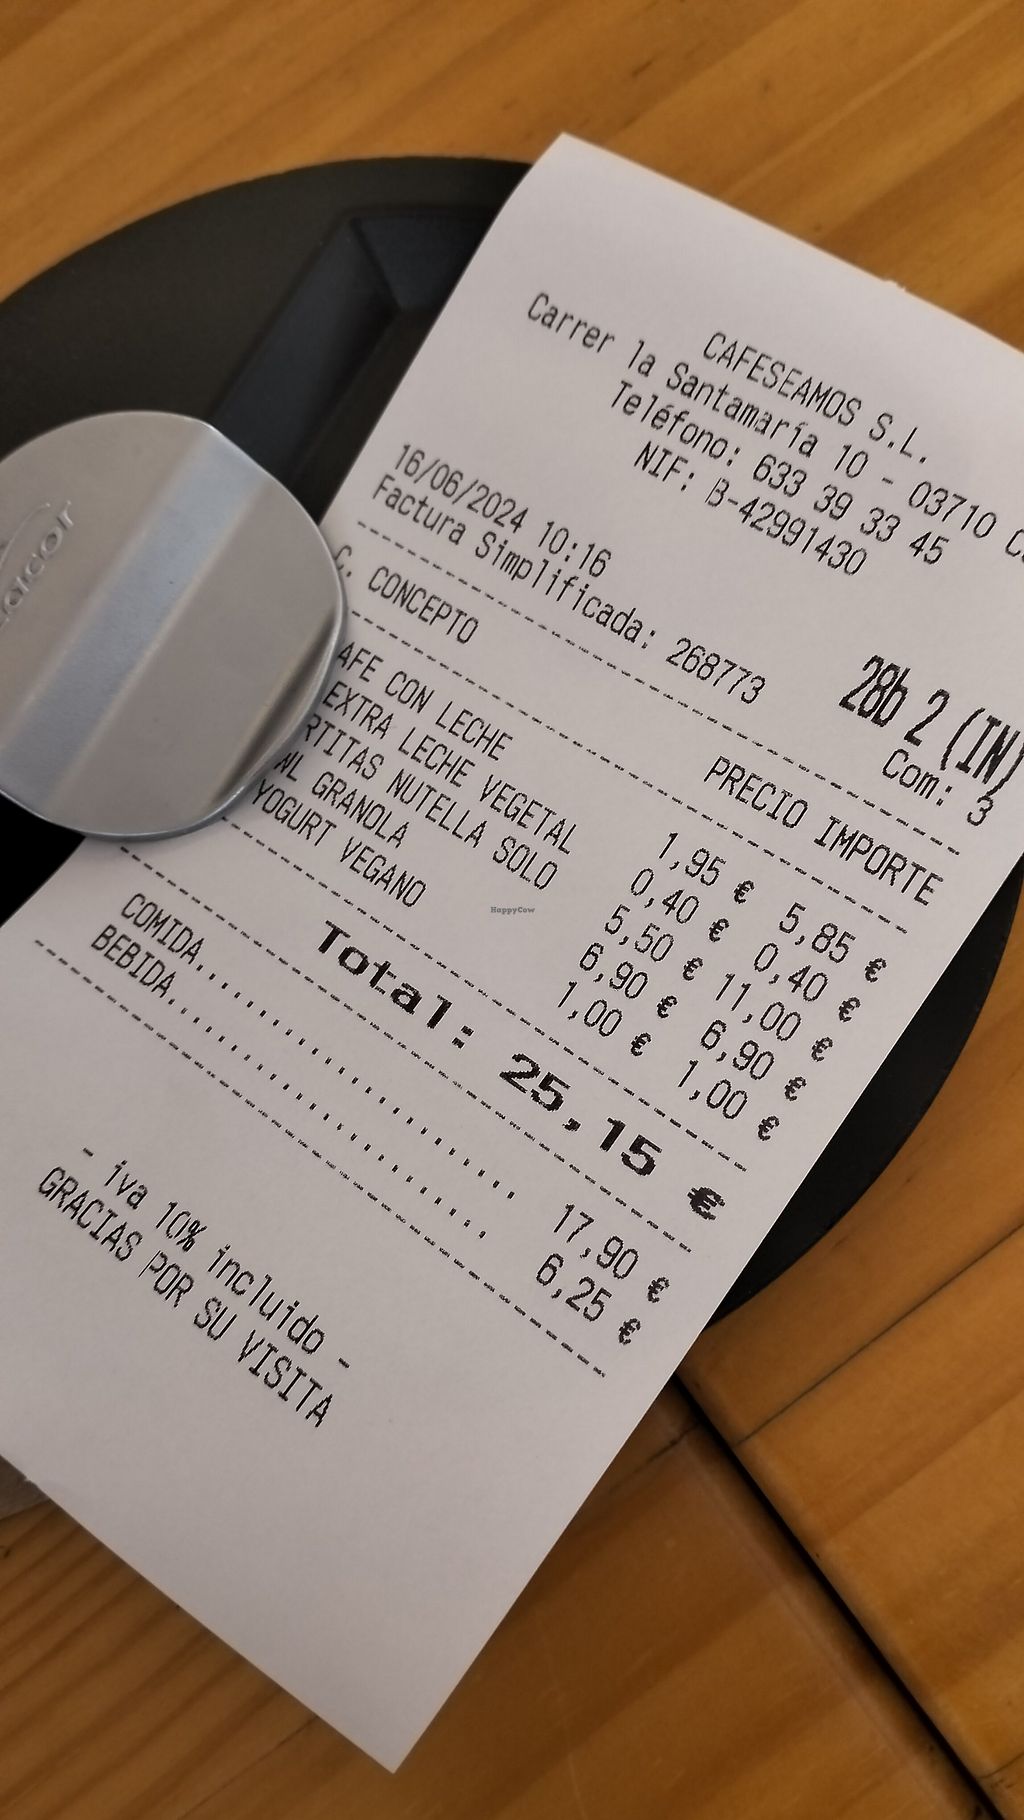 CAFESEAMOS S.L.
Carrer la Santamaría 10 - 03710
Teléfono: 633 39 33 45
NIF: B-42991430
16/06/2024 10:16
Factura Simplificada: 268773
28b 2 (IN)
Com: 3
C. CONCEPTO PRECIO IMPORTE
AFE CON LECHE 1,95 € 5,85 €
EXTRA LECHE VEGETAL 0,40 € 0,40 €
RTITAS NUTELLA SOLO 5,50 € 11,00 €
GRANOLA 6,90 € 6,90 €
YOGURT VEGANO 1,00 € 1,00 €
Total: 25,15 €
COMIDA.......................... 17,90 €
BEBIDA.......................... 6,25 €
- iva 10% incluido -
GRACIAS POR SU VISITA
HappyCow